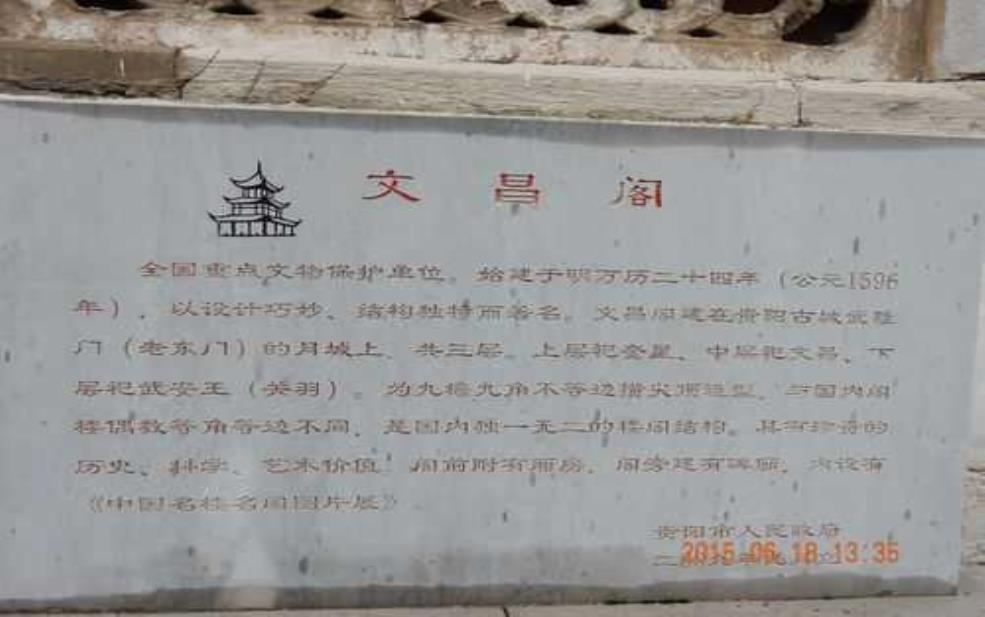 文昌阁
全国重点文物保护单位。始建于明万历二十四年（公元1596
年），以设计巧妙、结构独特而著名。文昌阁建在贵阳古城武胜
门（老东门）的月城上，共三层。上层祀奎星，中层祀文昌，下
层祀武安王（关羽）。为九檐九角不等边攒尖顶造型，与国内阁
楼偶数等角等边不同，是国内独一无二的楼阁结构。具有珍贵的
历史、科学、艺术价值。阁前附有厢房，阁旁建有碑廊，内设有
《中国名楼名阁图片展》
贵阳市人民政府
2015.06.18 13:35